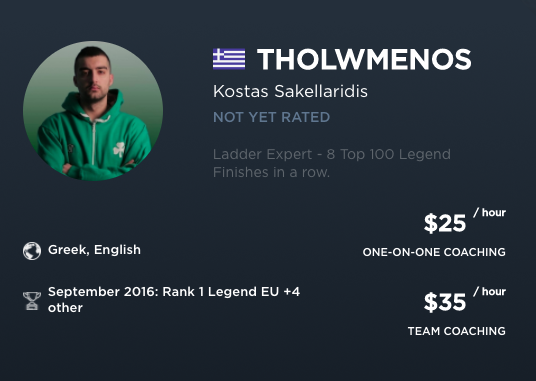 THOLWMENOS
Kostas Sakellaridis
NOT YET RATED
Ladder Expert - 8 Top 100 Legend
Finishes in a row.
$25 / hour
ONE-ON-ONE COACHING
Greek, English
September 2016: Rank 1 Legend EU +4
other
$35 / hour
TEAM COACHING